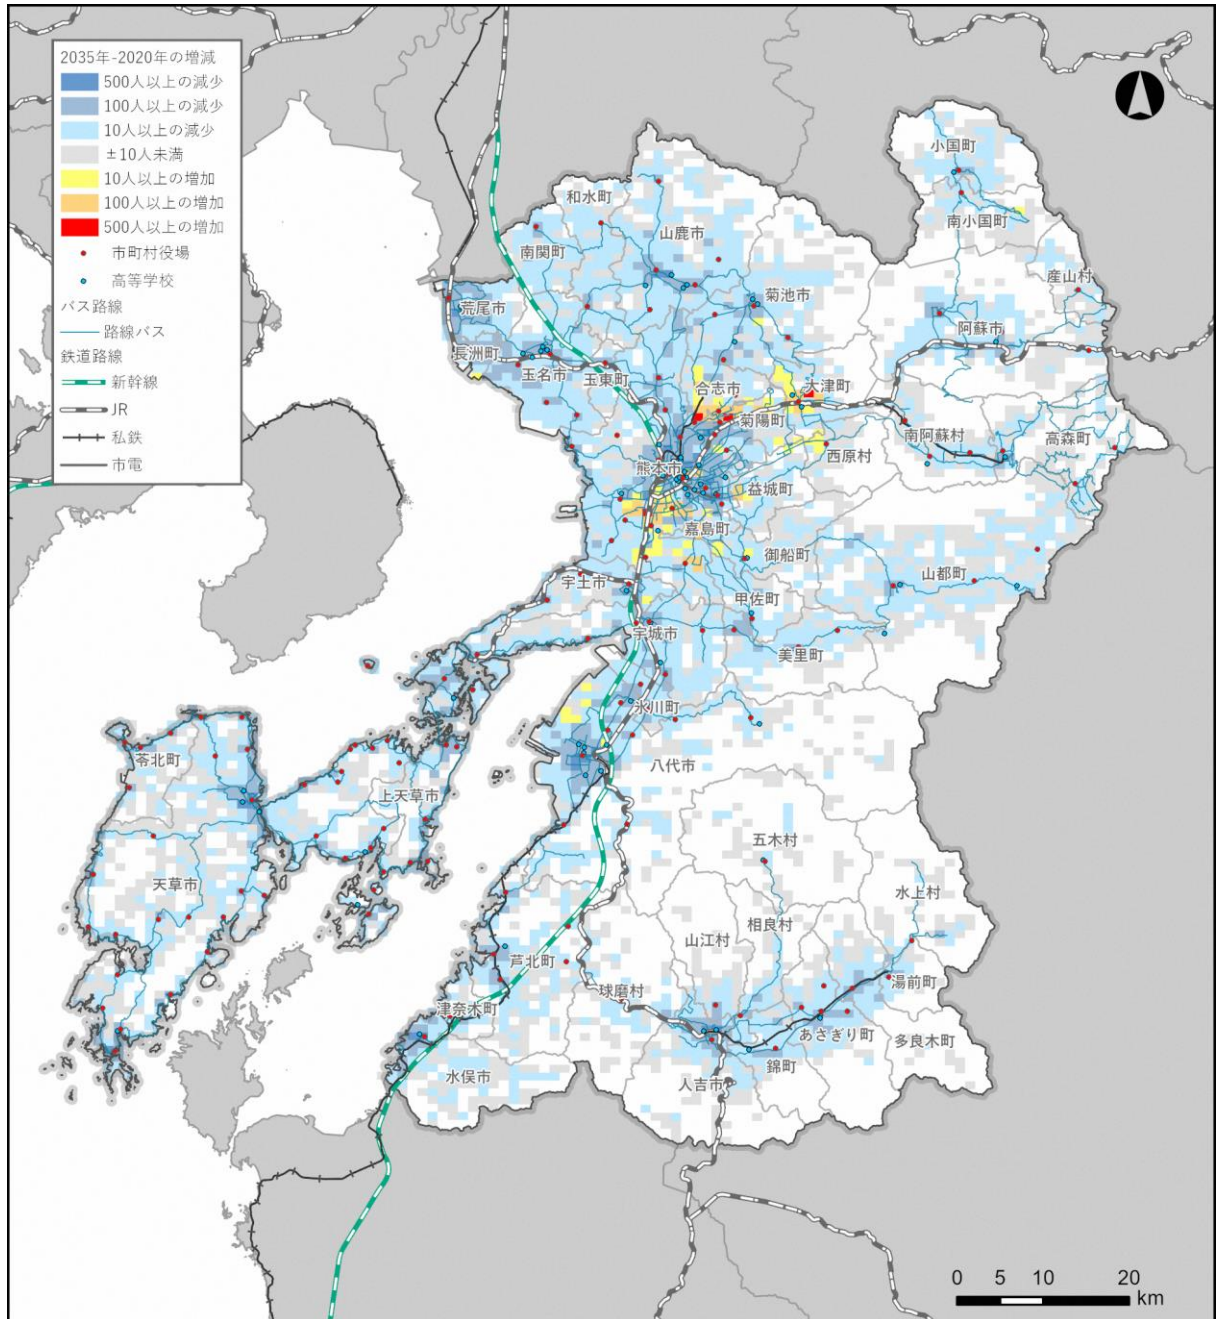 2035年-2020年の増減
500人以上の減少
100人以上の減少
10人以上の減少
±10人未満
10人以上の増加
100人以上の増加
500人以上の増加
市町村役場
高等学校
バス路線
路線バス
鉄道路線
新幹線
JR
私鉄
市電
小国町
和水町
南小国町
山鹿市
南関町
産山村
菊池市
荒尾市
阿蘇市
長洲町
玉名市
玉東町
合志市
大津町
菊陽町
南阿蘇村
高森町
西原村
熊本市
益城町
嘉島町
御船町
山都町
宇土市
甲佐町
宇城市
美里町
氷川町
苓北町
八代市
上天草市
五木村
天草市
水上村
相良村
山江村
芦北町
湯前町
球磨村
津奈木町
あさぎり町
多良木町
錦町
水俣市
人吉市
0 5 10 20
km